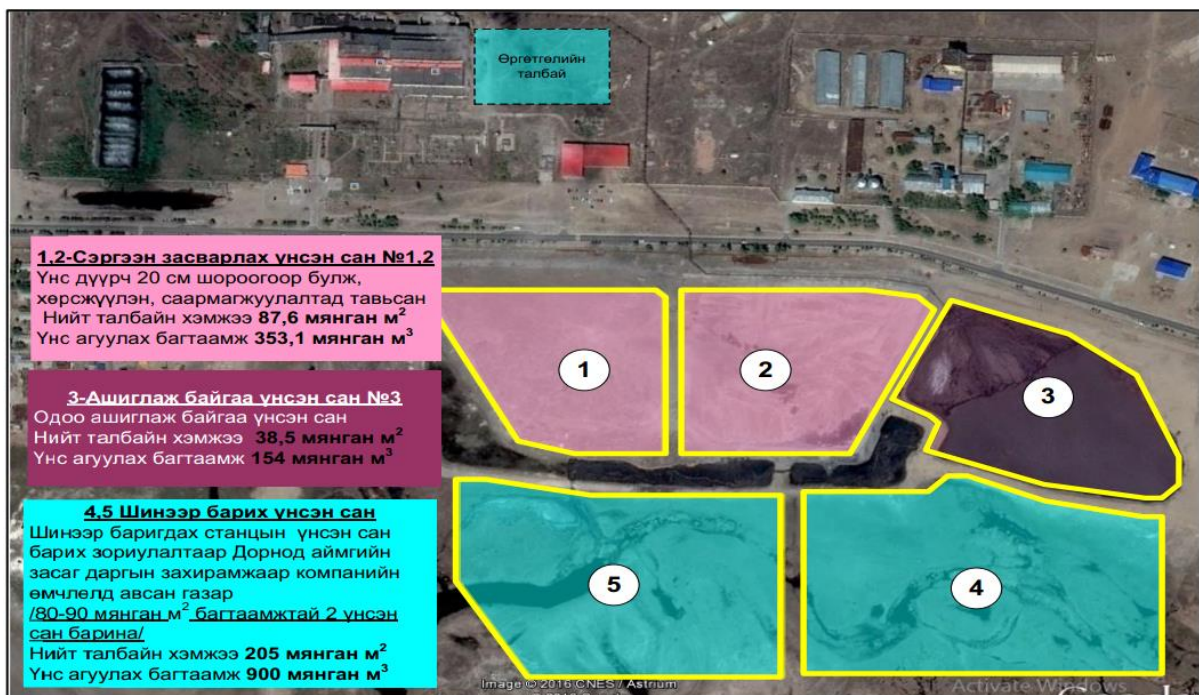 Өргөтгөлийн
талбай
1,2-Сэргээн засварлах үнсэн сан №1,2
Үнс дүүрч 20 см шороогоор булж,
хөрсжүүлэн, саармагжуулалтад тавьсан
Нийт талбайн хэмжээ 87,6 мянган м²
Үнс агуулах багтаамж 353,1 мянган м³
1
2
3
3-Ашиглаж байгаа үнсэн сан №3
Одоо ашиглаж байгаа үнсэн сан
Нийт талбайн хэмжээ 38,5 мянган м²
Үнс агуулах багтаамж 154 мянган м³
4,5 Шинээр барих үнсэн сан
Шинээр баригдах станцын үнсэн сан
барих зориулалтаар Дорнод аймгийн
засаг даргын захирамжаар компанийн
өмчлөлд авсан газар
/80-90 мянган м² багтаамжтай 2 үнсэн
сан барина/
Нийт талбайн хэмжээ 205 мянган м²
Үнс агуулах багтаамж 900 мянган м³
5
4
Image © 2016 CNES / Astrium
Activate Windows